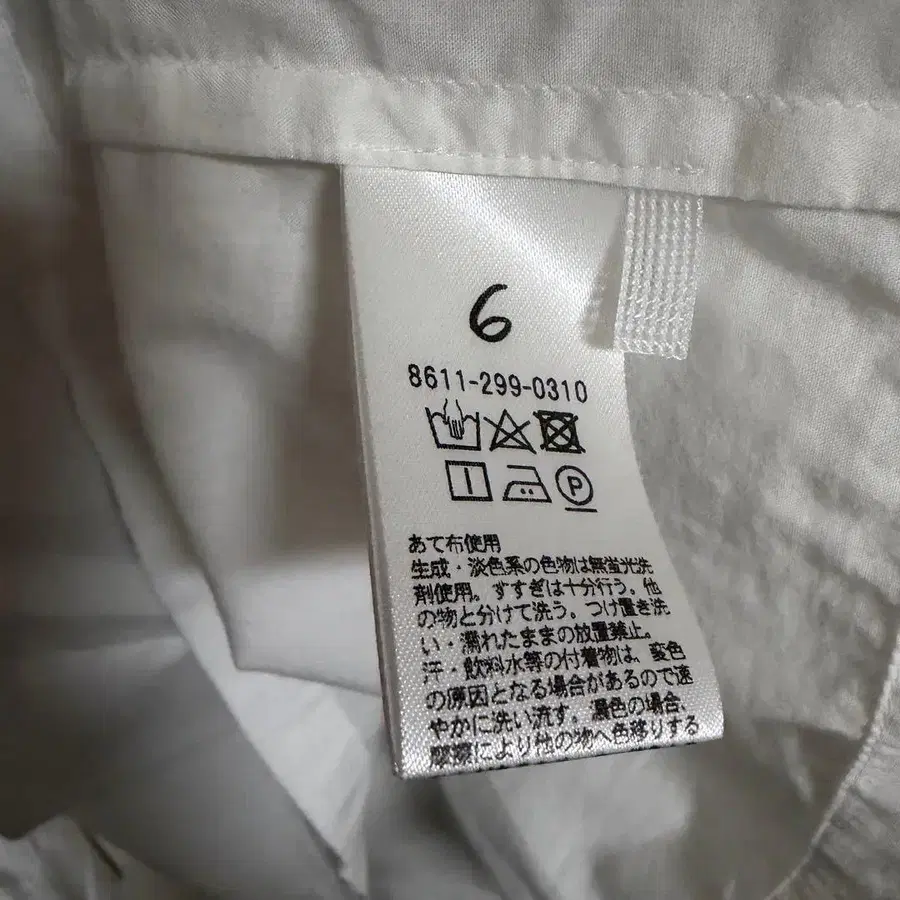 6
8611-299-0310
P
あて布使用
生成・淡色系の色物は無蛍光洗
剤使用。すすぎは十分行う。他
の物と分けて洗う。つけ置き洗
い・濡れたままの放置禁止。
汗・飲料水等の付着物は、変色
の原因となる場合があるので速
やかに洗い流す。濃色の場合、
摩擦により他の物へ色移りする